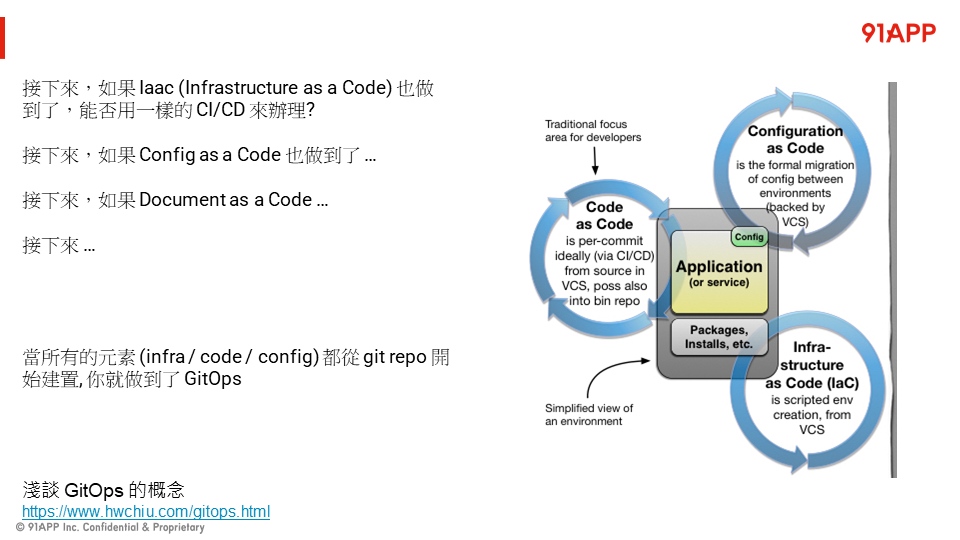 91APP
接下來，如果 Iaac (Infrastructure as a Code) 也做
到了，能否用一樣的 CI/CD 來辦理?
接下來，如果 Config as a Code 也做到了 ...
接下來，如果 Document as a Code ...
接下來 ...
當所有的元素 (infra / code / config) 都從 git repo 開
始建置, 你就做到了 GitOps
淺談 GitOps 的概念
https://www.hwchiu.com/gitops.html
© 91APP Inc. Confidential & Proprietary
Traditional focus
area for developers
Configuration
as Code
is the formal migration
of config between
environments
(backed by
VCS)
Code
as Code
is per-commit
ideally (via CI/CD)
from source in
VCS, poss also
into bin repo
Config
Application
(or service)
Packages,
Installs, etc.
Infra-
structure
as Code (IaC)
is scripted env
creation, from
VCS
Simplified view of
an environment